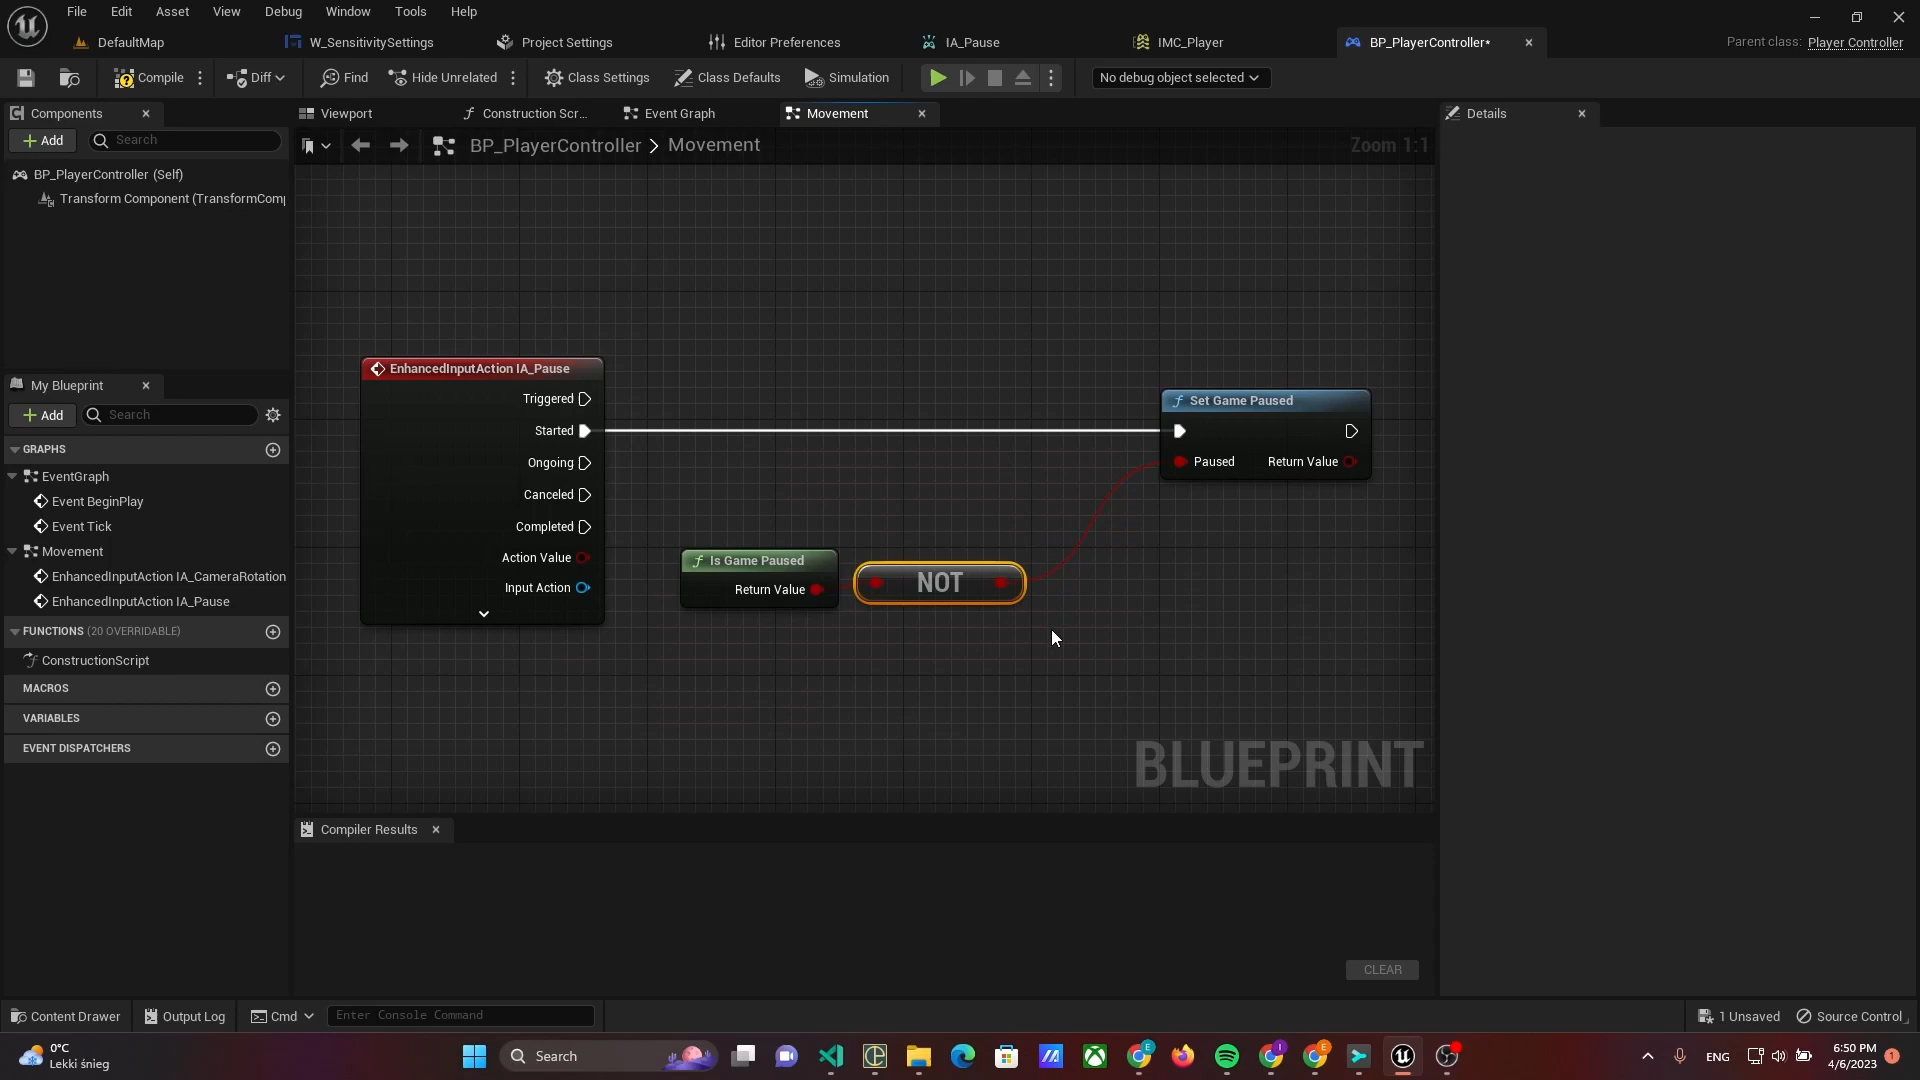 File Edit Asset View Debug Window Tools Help
DefaultMap W_SensitivitySettings Project Settings Editor Preferences IA_Pause IMC_Player BP_PlayerController* Parent class: Player Controller
Compile Diff Find Hide Unrelated Class Settings Class Defaults Simulation No debug object selected
Components Viewport Construction Scr... Event Graph Movement Details
Add Search BP_PlayerController > Movement Zoom 1:1
BP_PlayerController (Self)
Transform Component (TransformComp
EnhancedInputAction IA_Pause
Triggered
Started
Ongoing
Canceled
Completed
Action Value
Input Action
Set Game Paused
Paused Return Value
Is Game Paused
Return Value
NOT
BLUEPRINT
My Blueprint
Add Search
GRAPHS
EventGraph
Event BeginPlay
Event Tick
Movement
EnhancedInputAction IA_CameraRotation
EnhancedInputAction IA_Pause
FUNCTIONS (20 OVERRIDABLE)
ConstructionScript
MACROS
VARIABLES
EVENT DISPATCHERS
Compiler Results
CLEAR
Content Drawer Output Log Cmd Enter Console Command 1 Unsaved Source Control
0°C
Lekki śnieg
Search
E I E
ENG
6:50 PM
4/6/2023
1